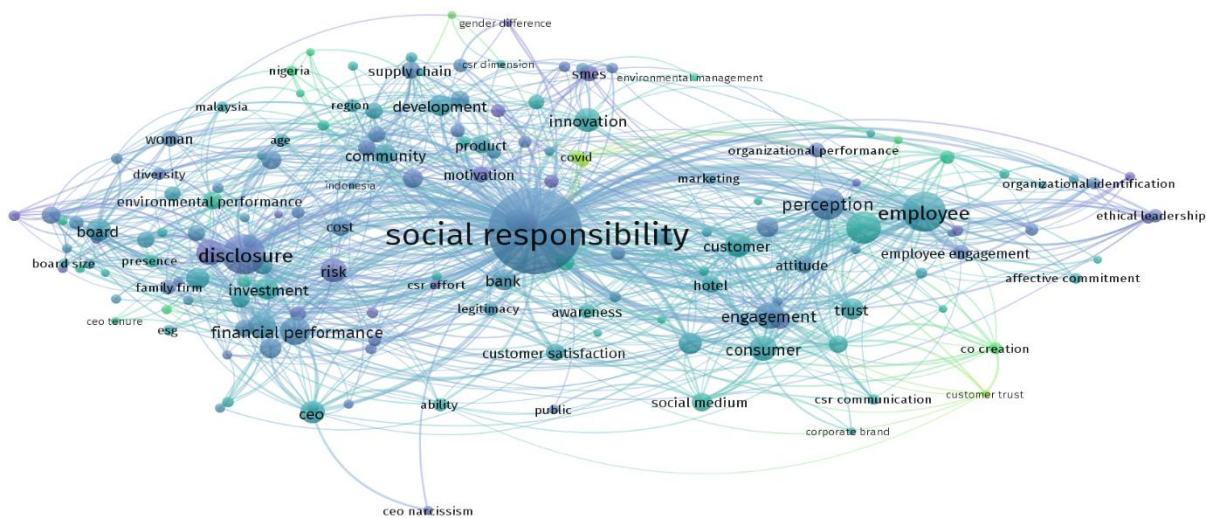 gender difference
nigeria
supply chain
csr dimension
smes
environmental management
malaysia
region
development
innovation
woman
age
community
product
covid
organizational performance
diversity
indonesia
motivation
marketing
organizational identification
environmental performance
perception
employee
ethical leadership
board
cost
social responsibility
customer
disclosure
employee engagement
board size
presence
risk
attitude
affective commitment
family firm
investment
csr effort
bank
hotel
ceo tenure
esg
financial performance
legitimacy
awareness
engagement
trust
customer satisfaction
consumer
co creation
ceo
ability
public
social medium
csr communication
customer trust
corporate brand
ceo narcissism